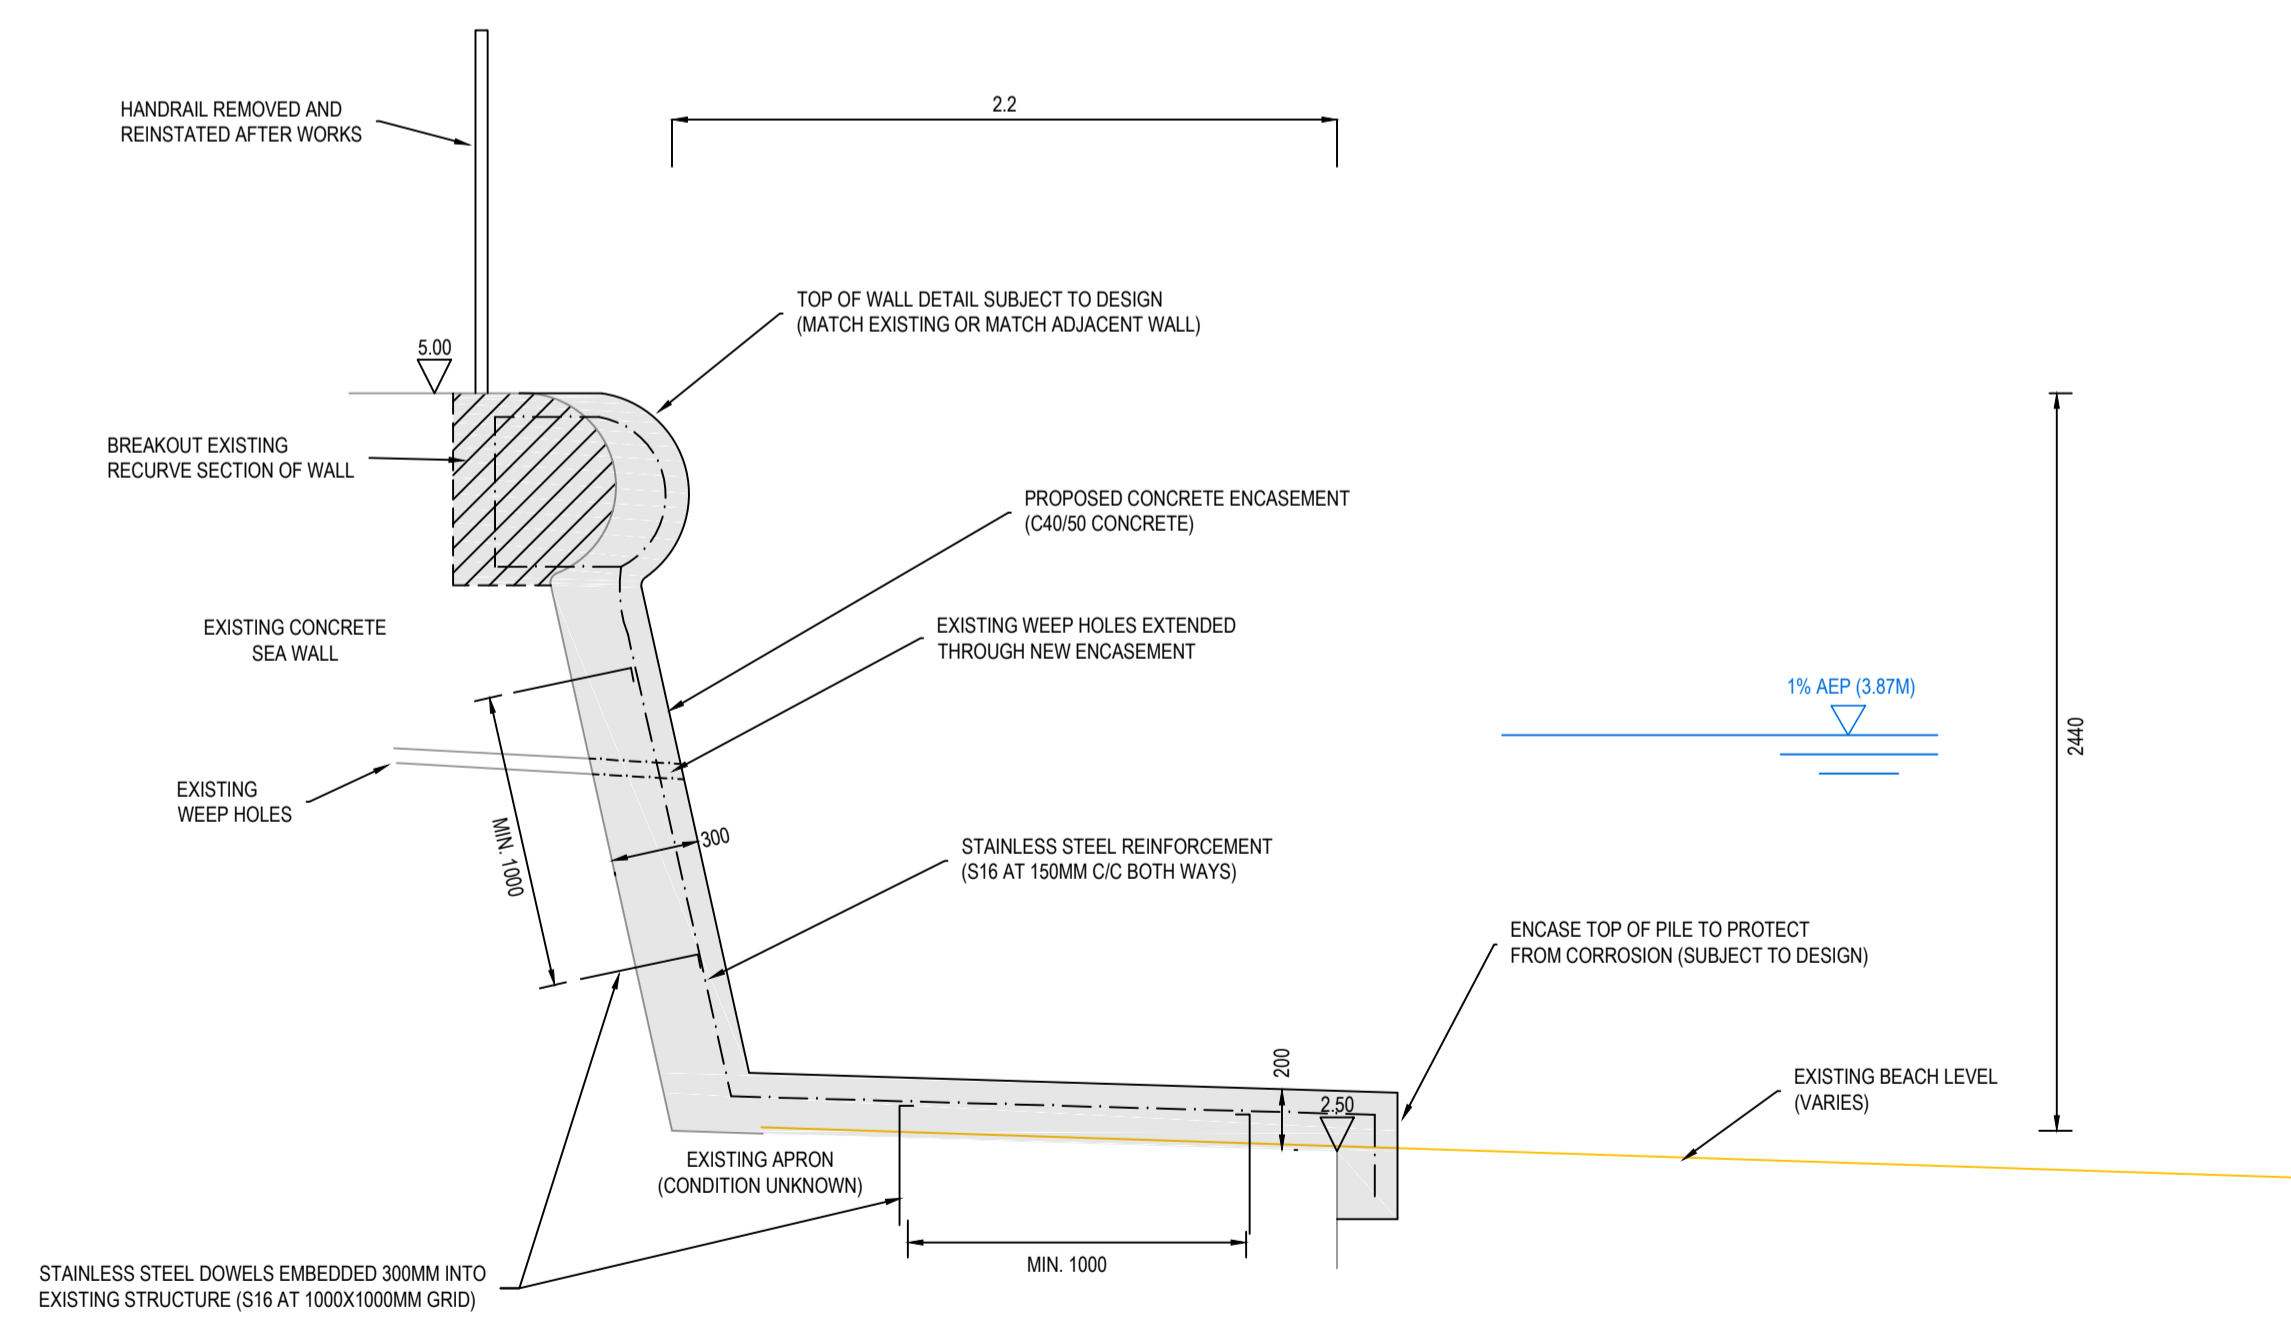 HANDRAIL REMOVED AND
REINSTATED AFTER WORKS
2.2
TOP OF WALL DETAIL SUBJECT TO DESIGN
(MATCH EXISTING OR MATCH ADJACENT WALL)
5.00
BREAKOUT EXISTING
RECURVE SECTION OF WALL
PROPOSED CONCRETE ENCASEMENT
(C40/50 CONCRETE)
EXISTING CONCRETE
SEA WALL
EXISTING WEEP HOLES EXTENDED
THROUGH NEW ENCASEMENT
1% AEP (3.87M)
2440
EXISTING
WEEP HOLES
MIN. 1000
300
STAINLESS STEEL REINFORCEMENT
(S16 AT 150MM C/C BOTH WAYS)
ENCASE TOP OF PILE TO PROTECT
FROM CORROSION (SUBJECT TO DESIGN)
200
2.50
EXISTING BEACH LEVEL
(VARIES)
EXISTING APRON
(CONDITION UNKNOWN)
MIN. 1000
STAINLESS STEEL DOWELS EMBEDDED 300MM INTO
EXISTING STRUCTURE (S16 AT 1000X1000MM GRID)